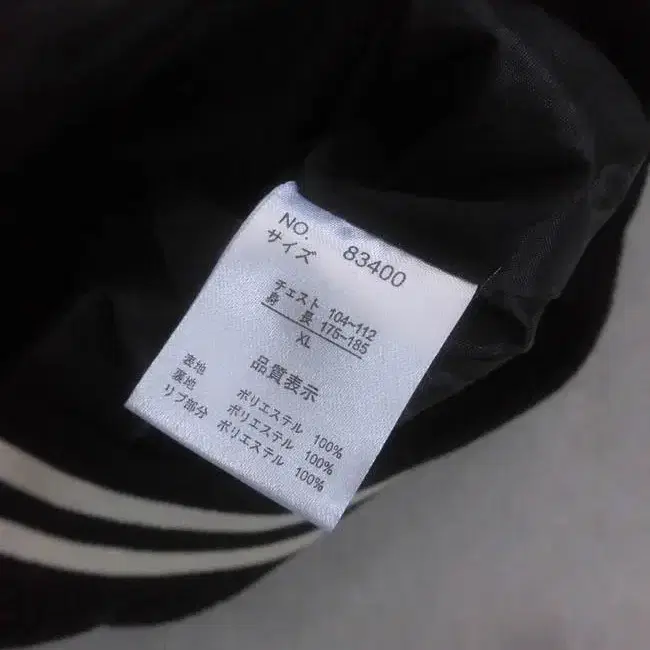 NO. 83400
サイズ
チェスト 104~112
身 長 175~185
XL
品質表示
表地 ポリエステル 100%
裏地 ポリエステル 100%
リブ部分 ポリエステル 100%